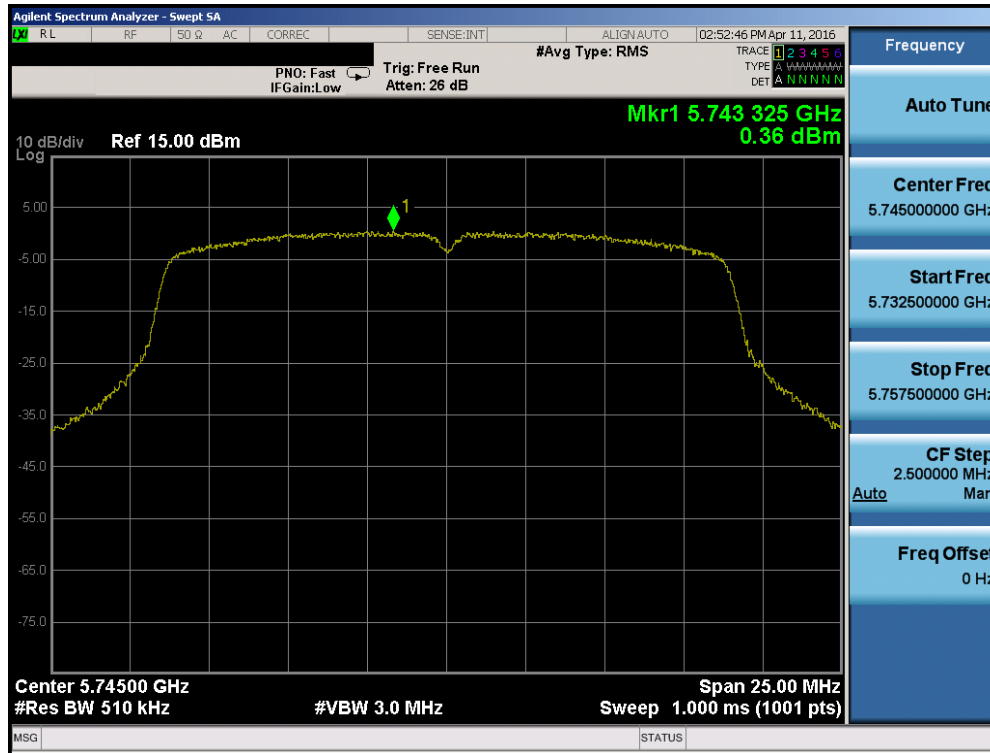 Agilent Spectrum Analyzer - Swept SA
LXI RL RF 50 Ω AC CORREC SENSE:INT ALIGN AUTO 02:52:46 PM Apr 11, 2016
#Avg Type: RMS
TRACE 1 2 3 4 5 6
TYPE A WWWWW
DET A N N N N N
PNO: Fast
IFGain:Low
Trig: Free Run
Atten: 26 dB
Mkr1 5.743 325 GHz
0.36 dBm
10 dB/div Ref 15.00 dBm
Log
5.00
-5.00
-15.0
-25.0
-35.0
-45.0
-55.0
-65.0
-75.0
1
Center 5.74500 GHz Span 25.00 MHz
#Res BW 510 kHz #VBW 3.0 MHz Sweep 1.000 ms (1001 pts)
MSG STATUS
Frequency
Auto Tune
Center Freq
5.745000000 GHz
Start Freq
5.732500000 GHz
Stop Freq
5.757500000 GHz
CF Step
2.500000 MHz
Auto Man
Freq Offset
0 Hz